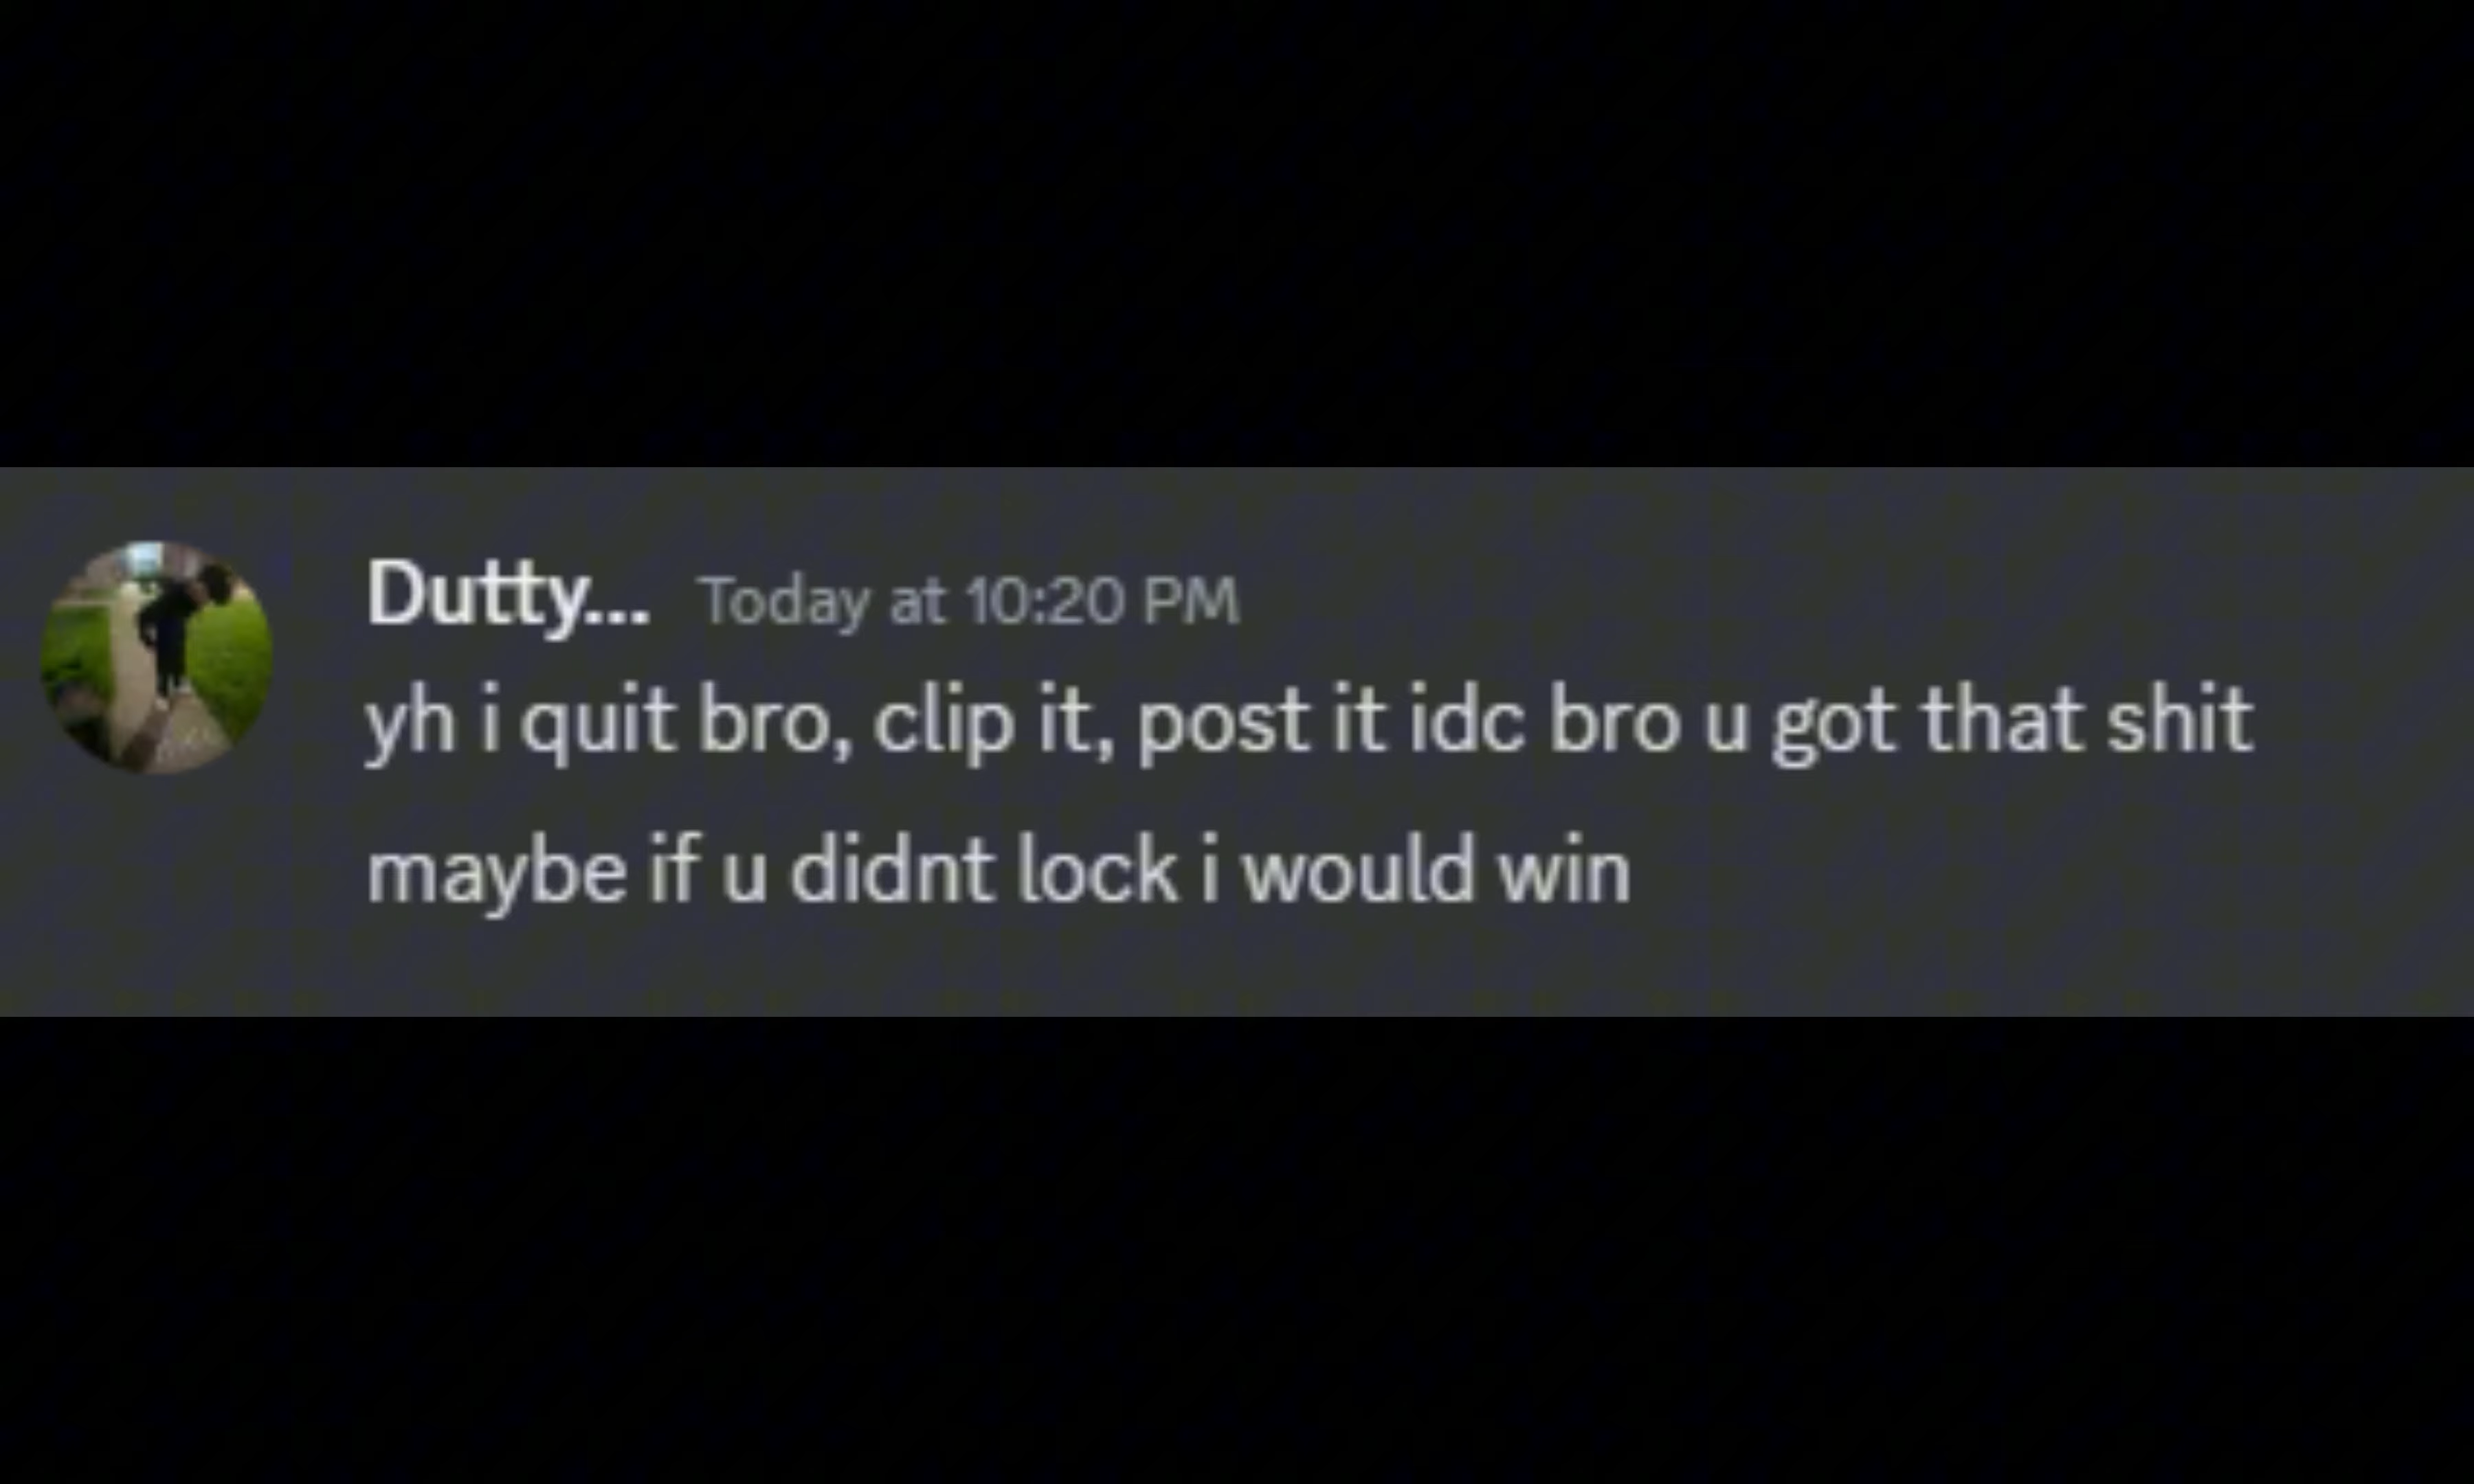 Dutty... Today at 10:20 PM
yh i quit bro, clip it, post it idc bro u got that shit
maybe if u didnt lock i would win